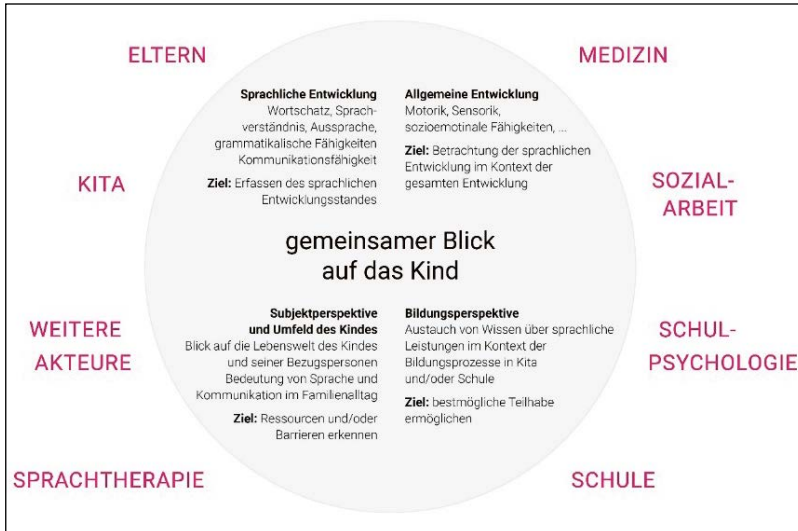 ELTERN
MEDIZIN
Sprachliche Entwicklung
Wortschatz, Sprach-
verständnis, Aussprache,
grammatikalische Fähigkeiten
Kommunikationsfähigkeit
Ziel: Erfassen des sprachlichen
Entwicklungsstandes
Allgemeine Entwicklung
Motorik, Sensorik,
sozioemotinale Fähigkeiten, ...
Ziel: Betrachtung der sprachlichen
Entwicklung im Kontext der
gesamten Entwicklung
KITA
SOZIAL-
ARBEIT
gemeinsamer Blick
auf das Kind
WEITERE
AKTEURE
Subjektperspektive
und Umfeld des Kindes
Blick auf die Lebenswelt des Kindes
und seiner Bezugspersonen
Bedeutung von Sprache und
Kommunikation im Familienalltag
Ziel: Ressourcen und/oder
Barrieren erkennen
Bildungsperspektive
Austauch von Wissen über sprachliche
Leistungen im Kontext der
Bildungsprozesse in Kita
und/oder Schule
Ziel: bestmögliche Teilhabe
ermöglichen
SCHUL-
PSYCHOLOGIE
SPRACHTHERAPIE
SCHULE